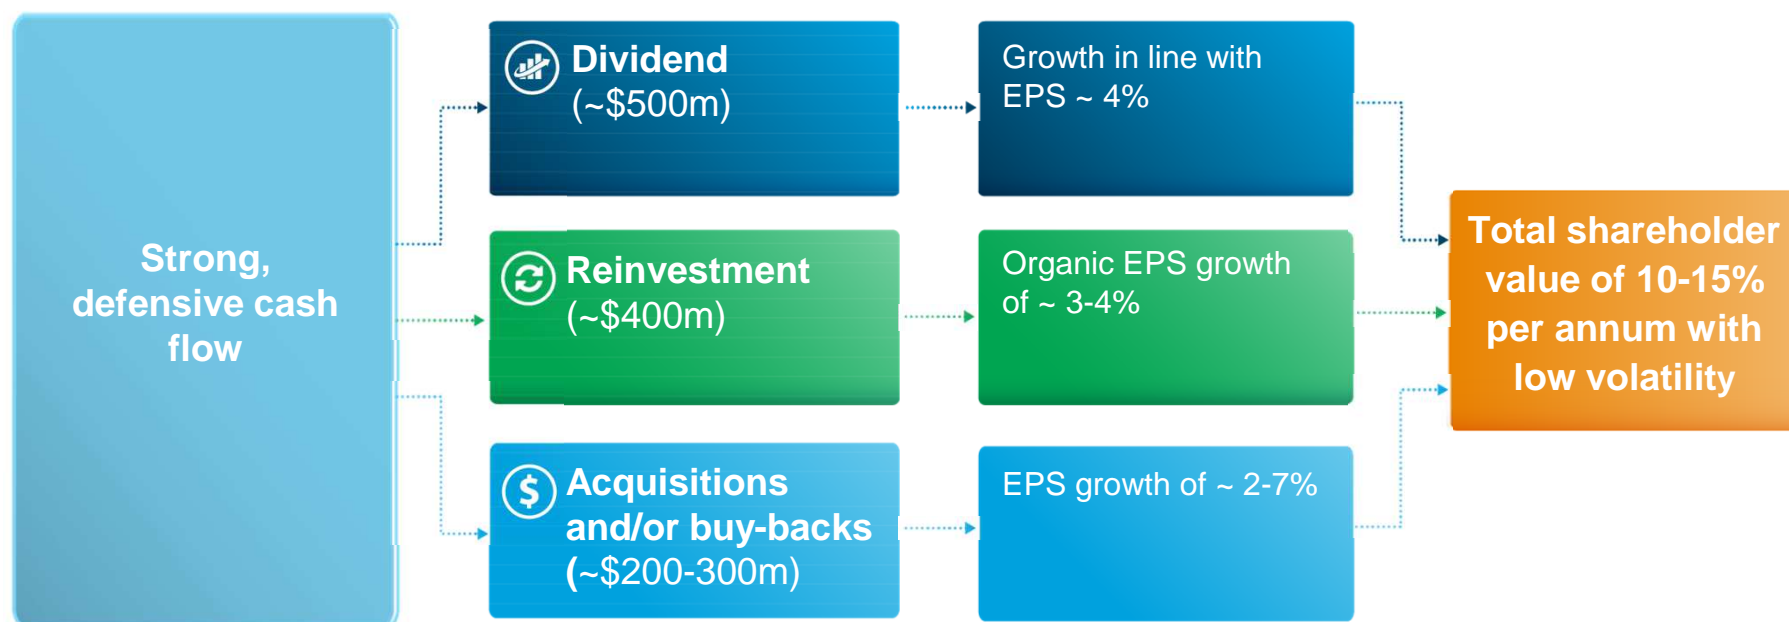 Strong,
defensive cash
flow
Dividend
(~$500m)
Growth in line with
EPS ~ 4%
Reinvestment
(~$400m)
Organic EPS growth
of ~ 3-4%
$
Acquisitions
and/or buy-backs
(~$200-300m)
EPS growth of ~ 2-7%
Total shareholder
value of 10-15%
per annum with
low volatility